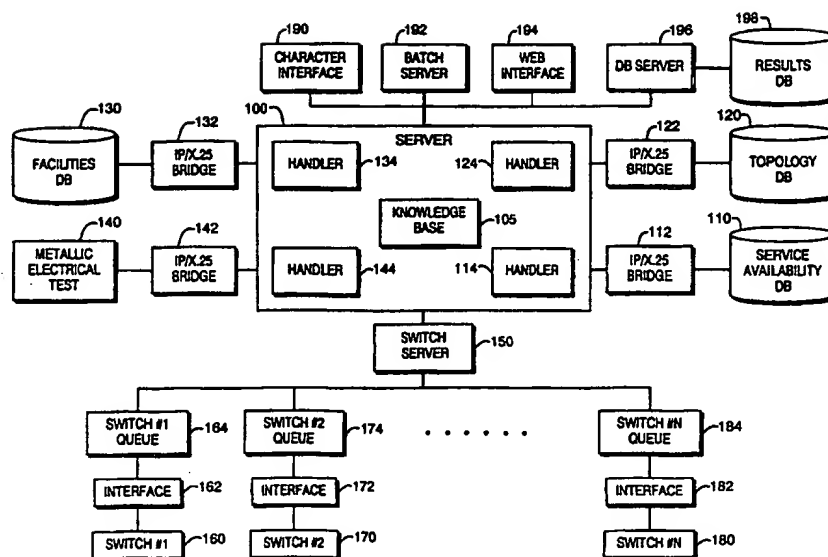 190
192
194
196
198
CHARACTER
INTERFACE
BATCH
SERVER
WEB
INTERFACE
DB SERVER
RESULTS
DB
130
132
100
SERVER
122
120
FACILITIES
DB
IP/X.25
BRIDGE
HANDLER
134
124
HANDLER
IP/X.25
BRIDGE
TOPOLOGY
DB
140
142
KNOWLEDGE
BASE
105
112
110
METALLIC
ELECTRICAL
TEST
IP/X.25
BRIDGE
HANDLER
144
114
HANDLER
IP/X.25
BRIDGE
SERVICE
AVAILABILITY
DB
SWITCH
SERVER
150
SWITCH #1
QUEUE
164
SWITCH #2
QUEUE
174
SWITCH #N
QUEUE
184
INTERFACE
162
INTERFACE
172
INTERFACE
182
SWITCH #1
160
SWITCH #2
170
SWITCH #N
180